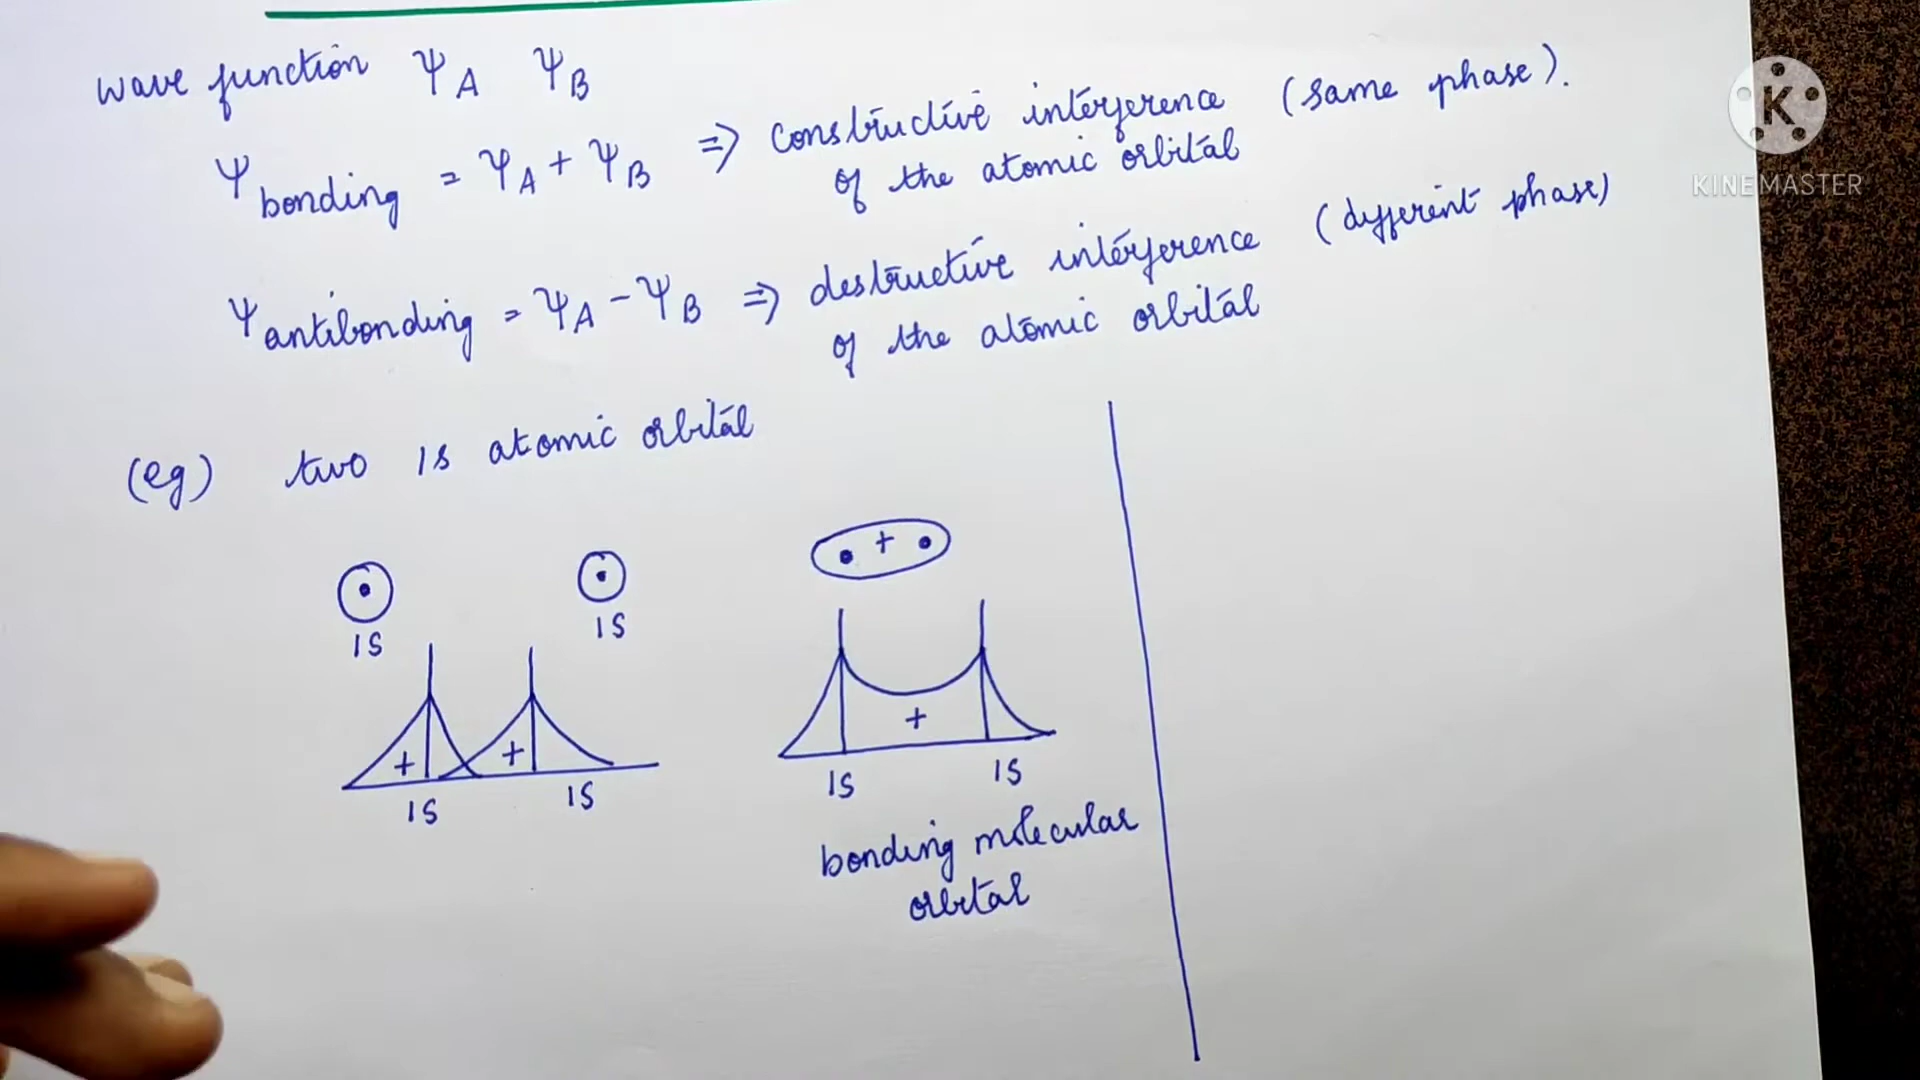 wave function ΨA ΨB
Ψbonding = ΨA + ΨB ⇒ constructive interference (same phase).
of the atomic orbital
Ψantibonding = ΨA - ΨB ⇒ destructive interference (different phase)
of the atomic orbital
(eg) two 1s atomic orbital
+
1S 1S
+ + +
1S 1S 1S 1S
bonding molecular
orbital
K
KINEMASTER